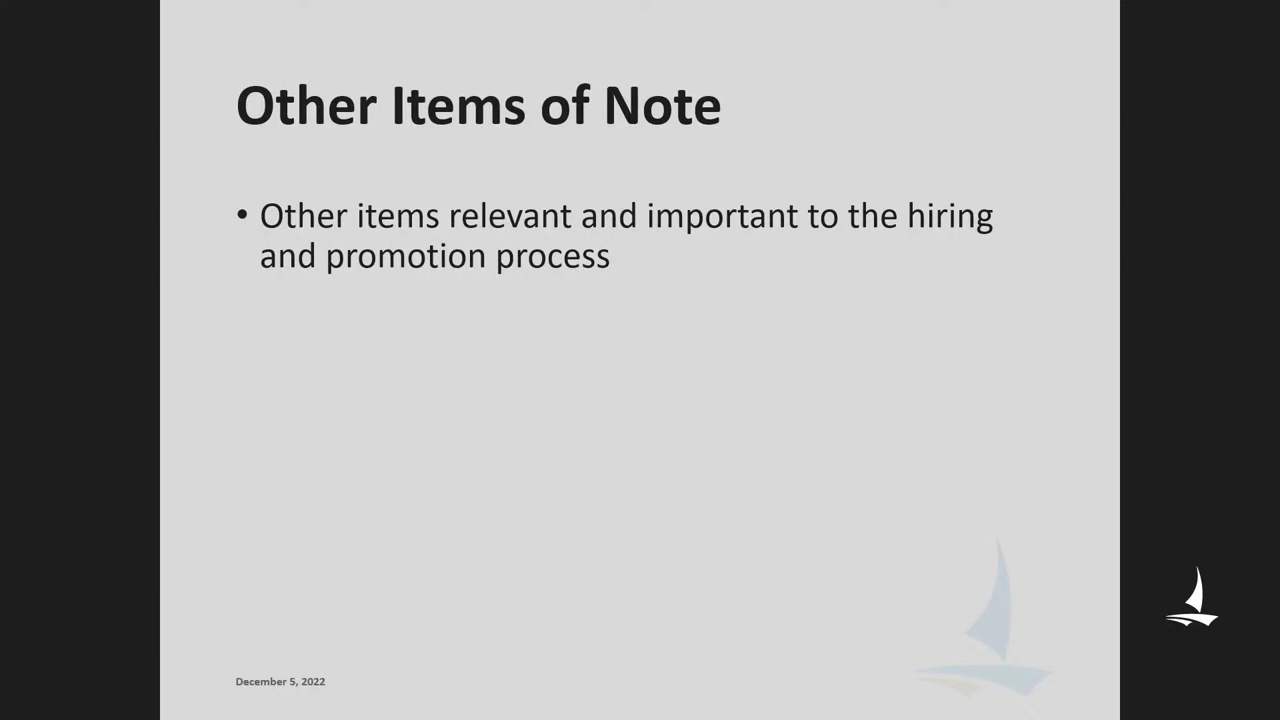 Other Items of Note
• Other items relevant and important to the hiring
and promotion process
December 5, 2022